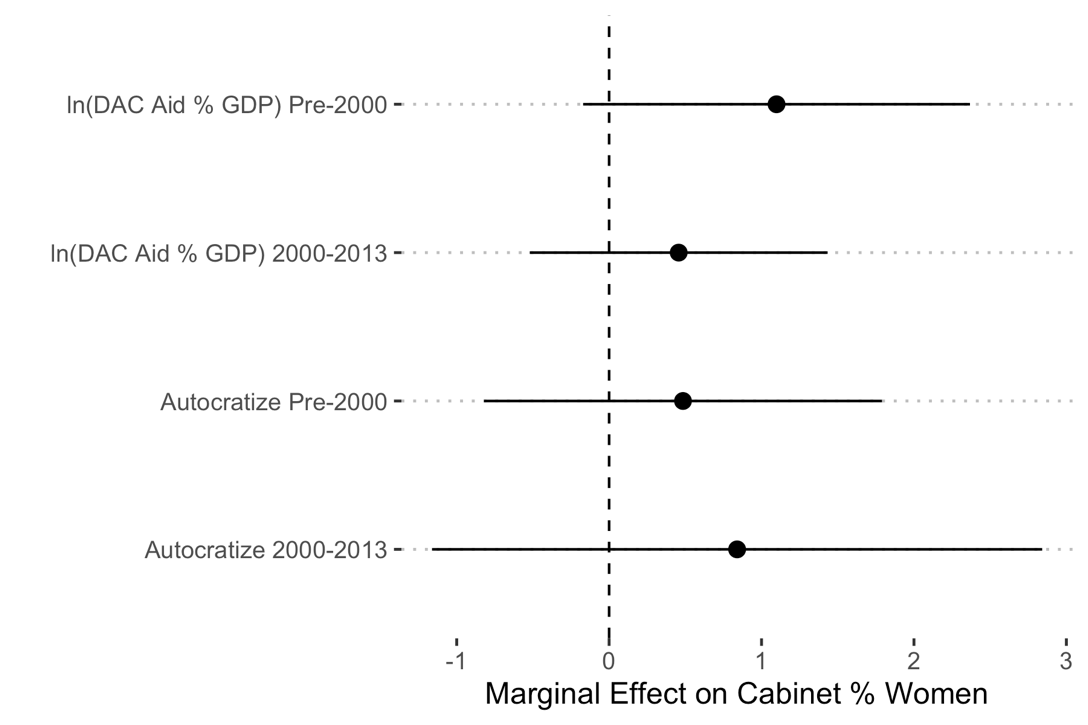 ln(DAC Aid % GDP) Pre-2000
ln(DAC Aid % GDP) 2000-2013
Autocratize Pre-2000
Autocratize 2000-2013
-1 0 1 2 3
Marginal Effect on Cabinet % Women